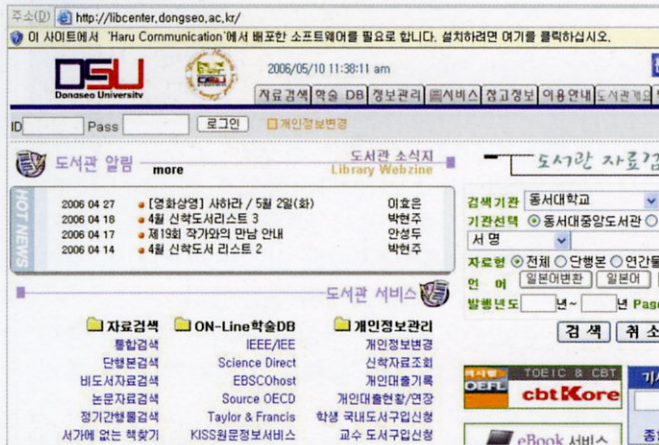 주소(D) http://libcenter.dongseo.ac.kr/
이 사이트에서 'Haru Communication'에서 배포한 소프트웨어를 필요로 합니다. 설치하려면 여기를 클릭하십시오.
DSU
Dongseo University
2006/05/10 11:38:11 am
자료검색 학술 DB 정보관리 서비스 참고정보 이용안내 도서관개요
ID Pass 로그인 개인정보변경
도서관 알림 more
도서관 소식지
Library Webzine
HOT NEWS
2006 04 27 [영화상영] 사하라 / 5월 2일(화) 이호은
2006 04 18 4월 신착도서리스트 3 박현주
2006 04 17 제19회 작가와의 만남 안내 안성두
2006 04 14 4월 신착도서 리스트 2 박현주
도서관 서비스
자료검색
통합검색
단행본검색
비도서자료검색
논문자료검색
정기간행물검색
서가에 없는 책찾기
ON-Line학술DB
IEEE/IEE
Science Direct
EBSCOhost
Source OECD
Taylor & Francis
KISS원문정보서비스
개인정보관리
개인정보변경
신착자료조회
개인대출기록
개인대출현황/연장
학생 국내도서구입신청
교수 도서구입신청
도서관 자료검
검색기관 동서대학교
기관선택 동서대중앙도서관
서명
자료형 전체 단행본 연간물
언 어 일본어변환 일본어
발행년도 년~ 년 Page
검 색 취 소
OEFL
TOEIC & CBT
cbtKore
eBook 서비스